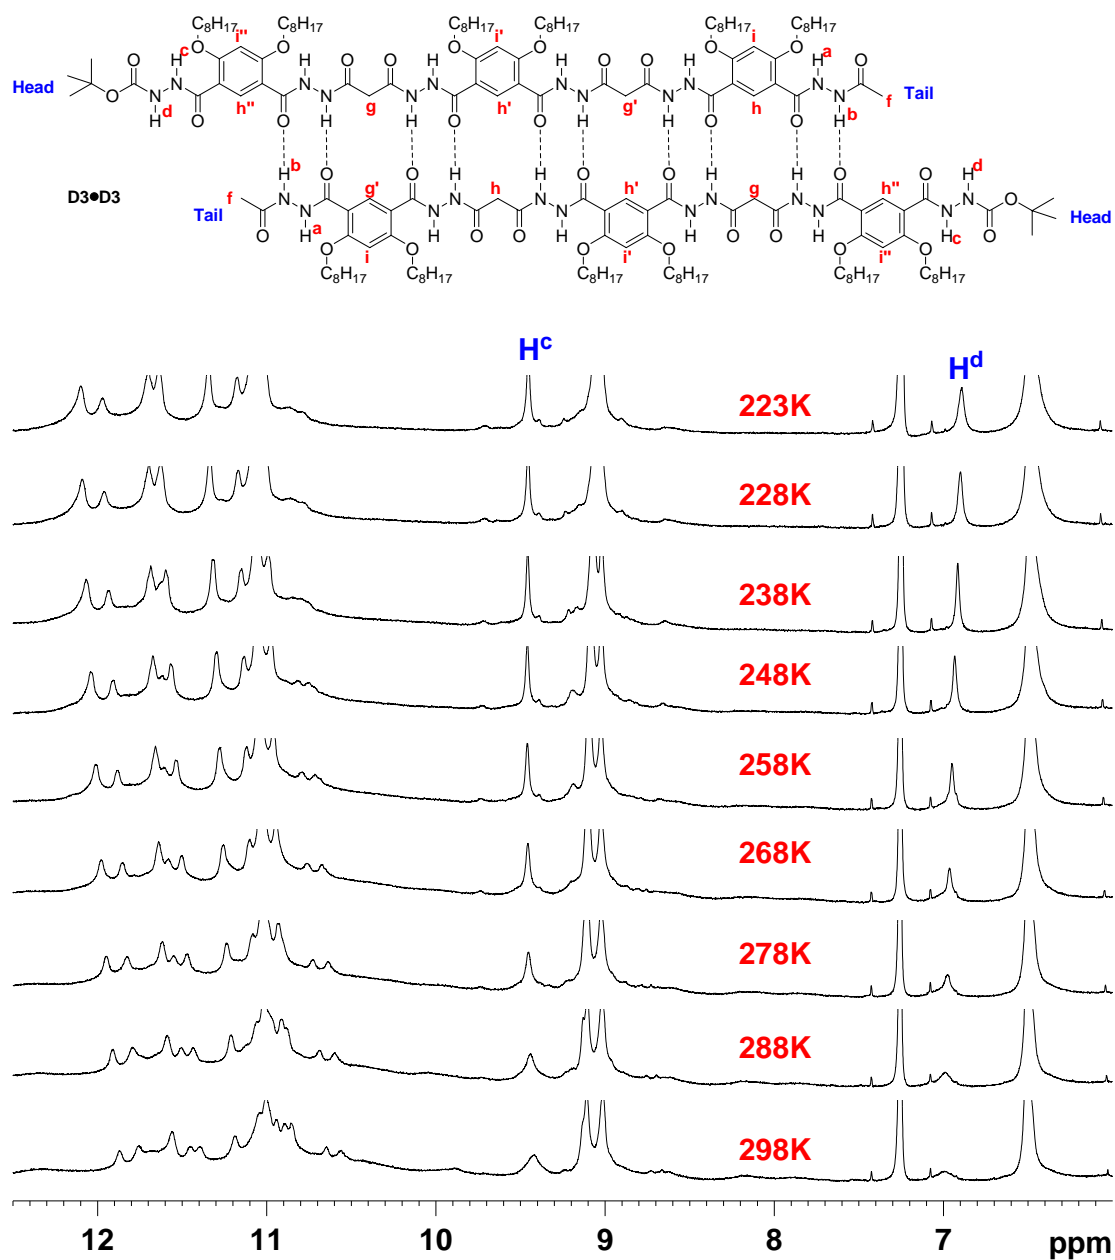 C8H17 C8H17 C8H17 C8H17 C8H17 C8H17
c O i'' O O i' O O i O a
H O O O O O O H
O N H H H H H H H H N O
Head O N N N N N N N N N N N Tail
d H O h'' O H g H O h' O H g' H O h O H b f
b
D3●D3
H O H O H O H O H O d
f g' h h' g h'' H
Tail O H a O i O O O i' O O O i'' O H c O Head
C8H17 C8H17 C8H17 C8H17 C8H17 C8H17
Hc Hd
223K
228K
238K
248K
258K
268K
278K
288K
298K
12 11 10 9 8 7 ppm